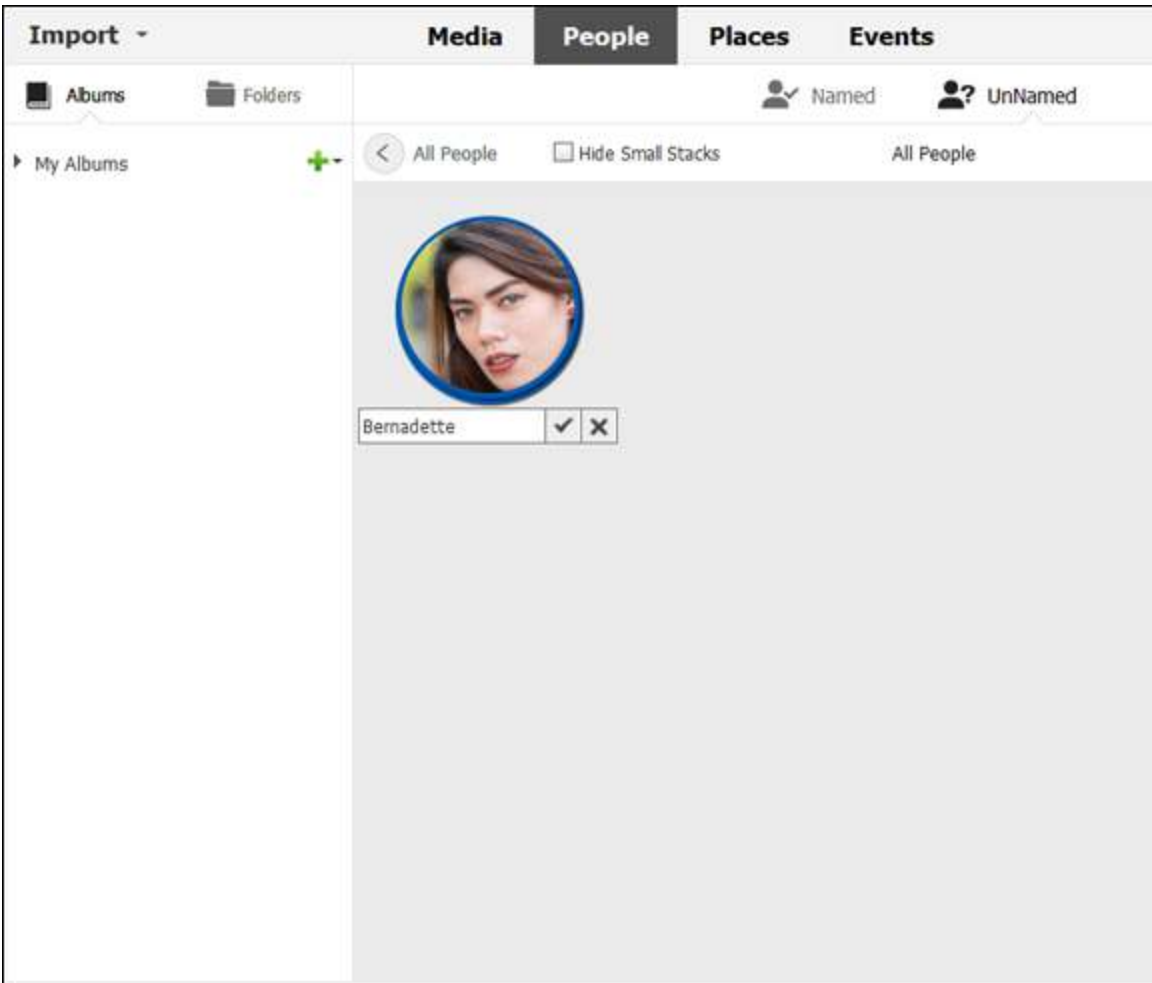 Import Media People Places Events
Albums Folders Named UnNamed
My Albums All People Hide Small Stacks All People
Bernadette